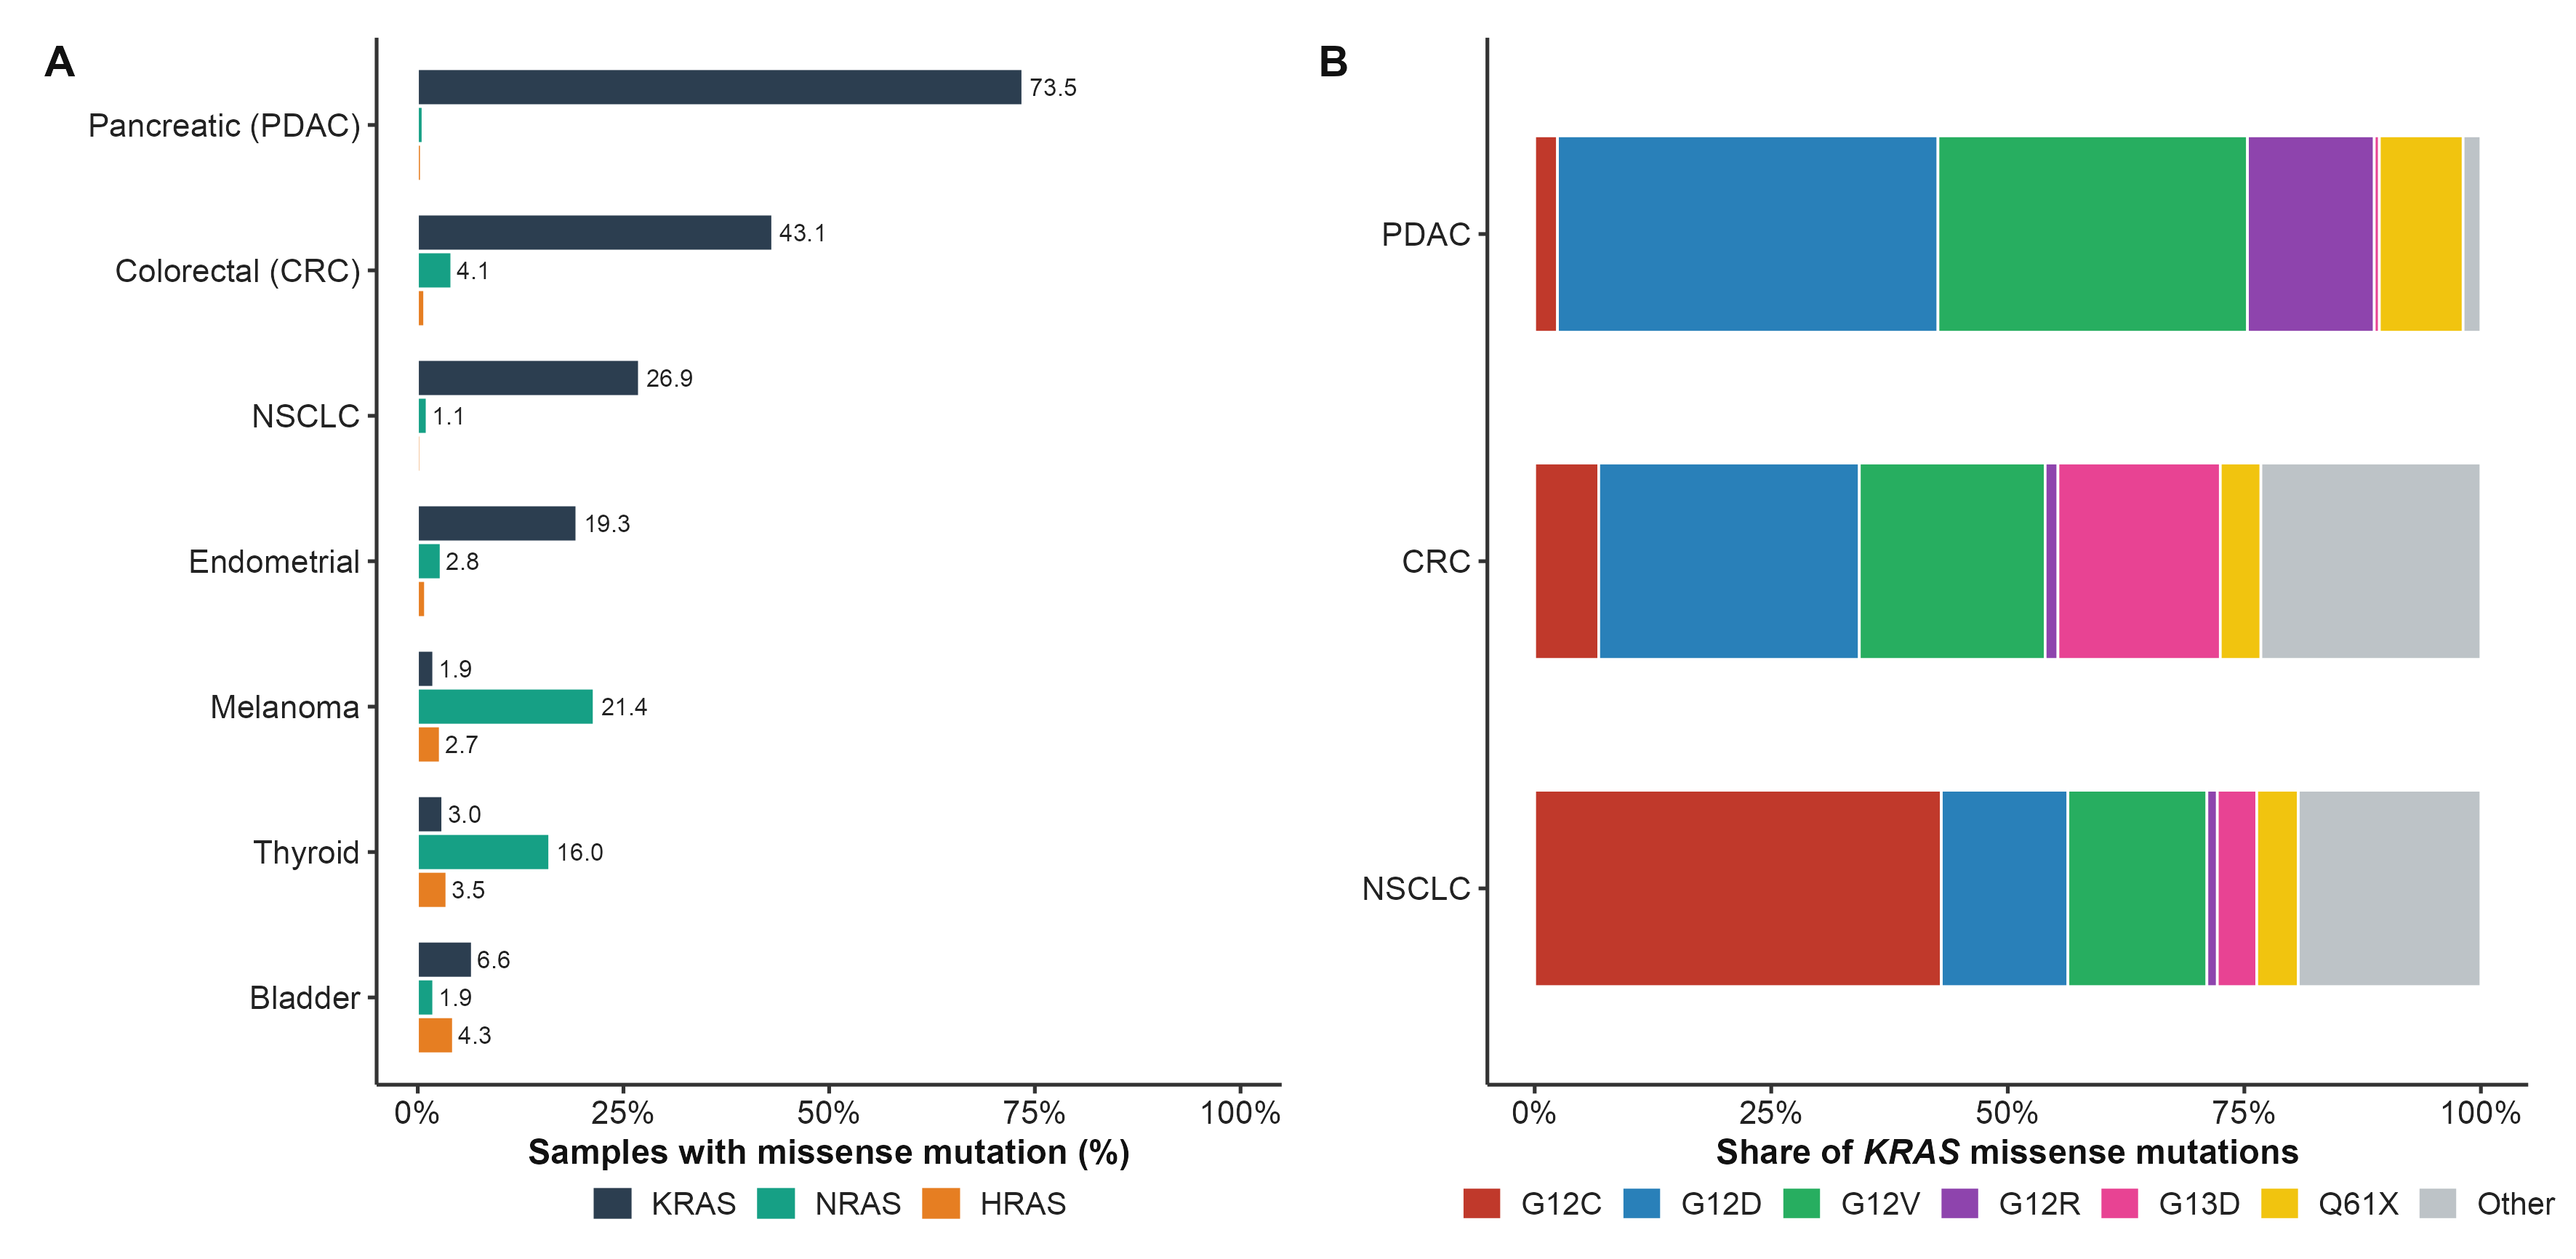 A
Pancreatic (PDAC)
73.5
Colorectal (CRC)
43.1
4.1
NSCLC
26.9
1.1
Endometrial
19.3
2.8
Melanoma
1.9
21.4
2.7
Thyroid
3.0
16.0
3.5
Bladder
6.6
1.9
4.3
0% 25% 50% 75% 100%
Samples with missense mutation (%)
KRAS NRAS HRAS
B
PDAC
CRC
NSCLC
0% 25% 50% 75% 100%
Share of KRAS missense mutations
G12C G12D G12V G12R G13D Q61X Other